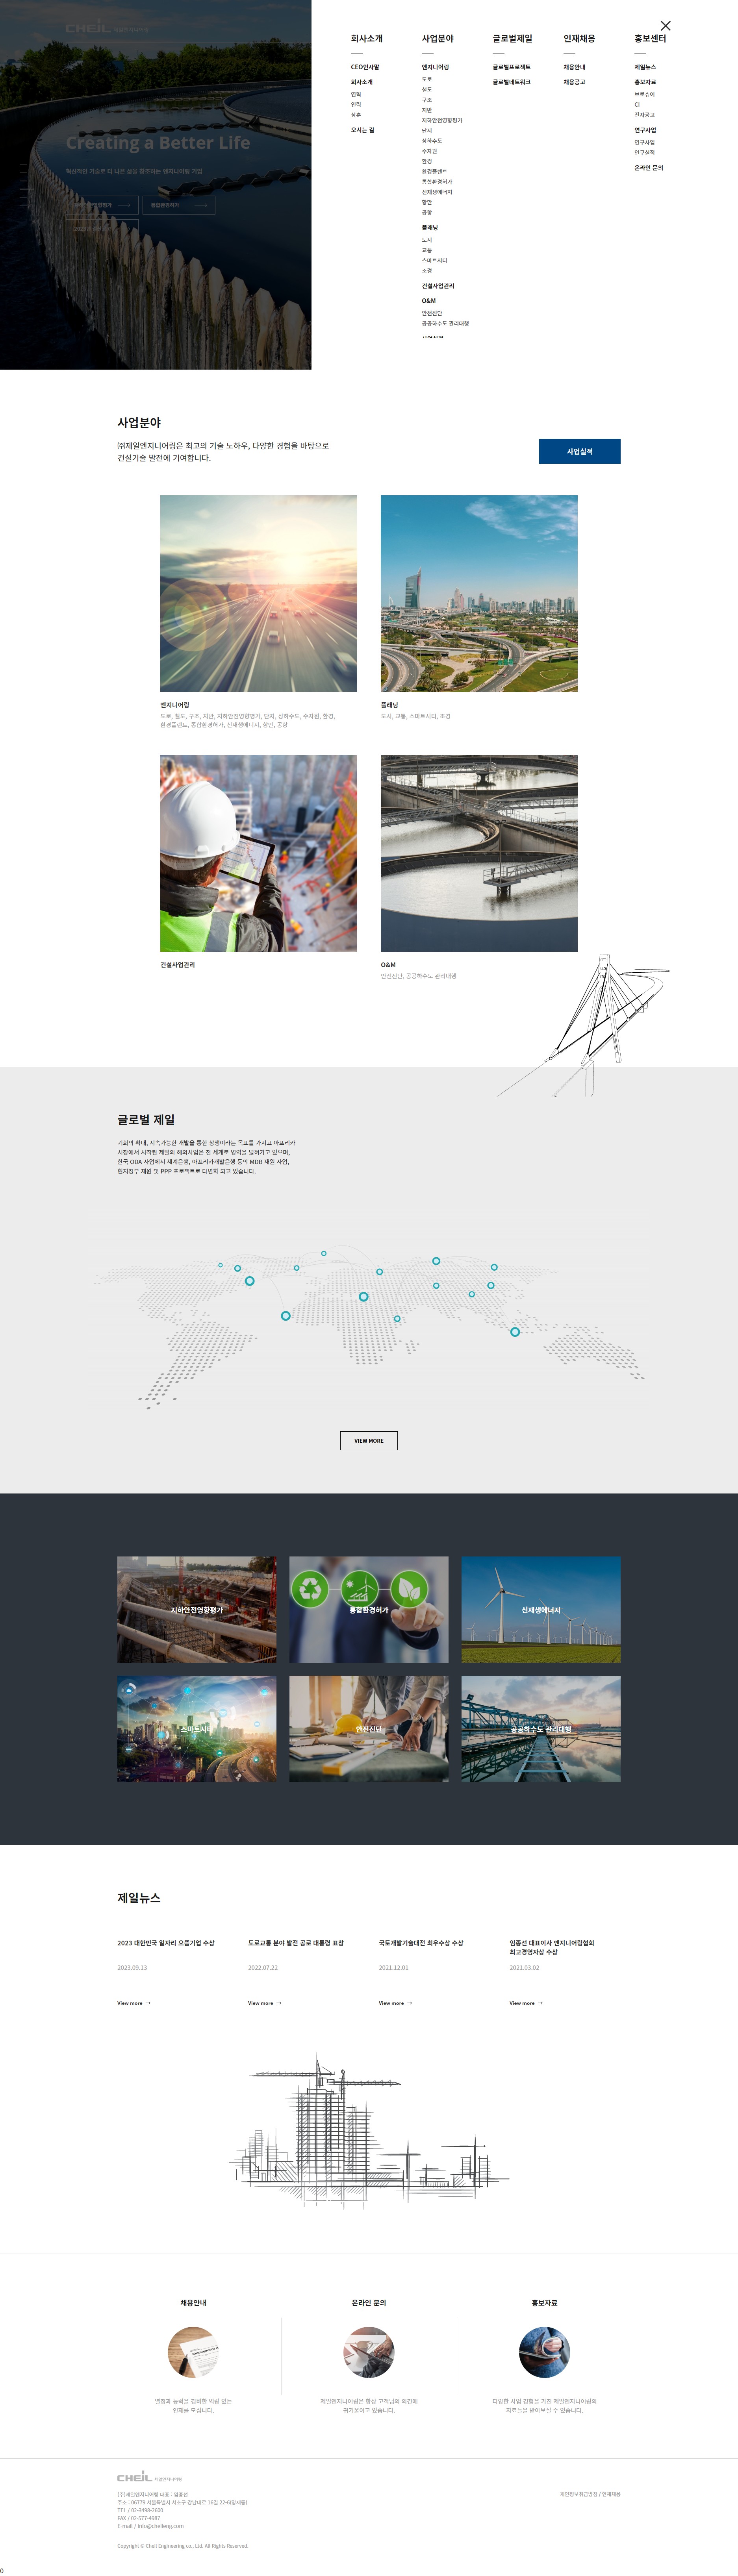 CHEIL 제일엔지니어링
Creating a Better Life
혁신적인 기술로 더 나은 삶을 창조하는 엔지니어링 기업
통합환경허가
회사소개
CEO인사말
회사소개
연혁
인력
상훈
오시는 길
사업분야
엔지니어링
도로
철도
구조
지반
지하안전영향평가
단지
상하수도
수자원
환경
환경플랜트
통합환경허가
신재생에너지
항만
공항
플래닝
도시
교통
스마트시티
조경
건설사업관리
O&M
안전진단
공공하수도 관리대행
글로벌제일
글로벌프로젝트
글로벌네트워크
인재채용
채용안내
채용공고
홍보센터
제일뉴스
홍보자료
브로슈어
CI
전자공고
연구사업
연구사업
연구실적
온라인 문의
사업분야
㈜제일엔지니어링은 최고의 기술 노하우, 다양한 경험을 바탕으로
건설기술 발전에 기여합니다.
사업실적
엔지니어링
도로, 철도, 구조, 지반, 지하안전영향평가, 단지, 상하수도, 수자원, 환경,
환경플랜트, 통합환경허가, 신재생에너지, 항만, 공항
플래닝
도시, 교통, 스마트시티, 조경
건설사업관리
O&M
안전진단, 공공하수도 관리대행
글로벌 제일
기회의 확대, 지속가능한 개발을 통한 상생이라는 목표를 가지고 아프리카
시장에서 시작된 제일의 해외사업은 전 세계로 영역을 넓혀가고 있으며,
한국 ODA 사업에서 세계은행, 아프리카개발은행 등의 MDB 재원 사업,
현지정부 재원 및 PPP 프로젝트로 다변화 되고 있습니다.
VIEW MORE
지하안전영향평가
통합환경허가
신재생에너지
스마트시티
안전진단
공공하수도 관리대행
제일뉴스
2023 대한민국 일자리 으뜸기업 수상
2023.09.13
View more →
도로교통 분야 발전 공로 대통령 표창
2022.07.22
View more →
국토개발기술대전 최우수상 수상
2021.12.01
View more →
임종선 대표이사 엔지니어링협회
최고경영자상 수상
2021.03.02
View more →
채용안내
열정과 능력을 겸비한 역량 있는
인재를 모십니다.
온라인 문의
제일엔지니어링은 항상 고객님의 의견에
귀기울이고 있습니다.
홍보자료
다양한 사업 경험을 가진 제일엔지니어링의
자료들을 받아보실 수 있습니다.
CHEIL 제일엔지니어링
개인정보취급방침 / 인재채용
TEL / 02-3498-2600
FAX / 02-577-4987
E-mail / info@cheileng.com
Copyright © Cheil Engineering co., Ltd. All Rights Reserved.
0